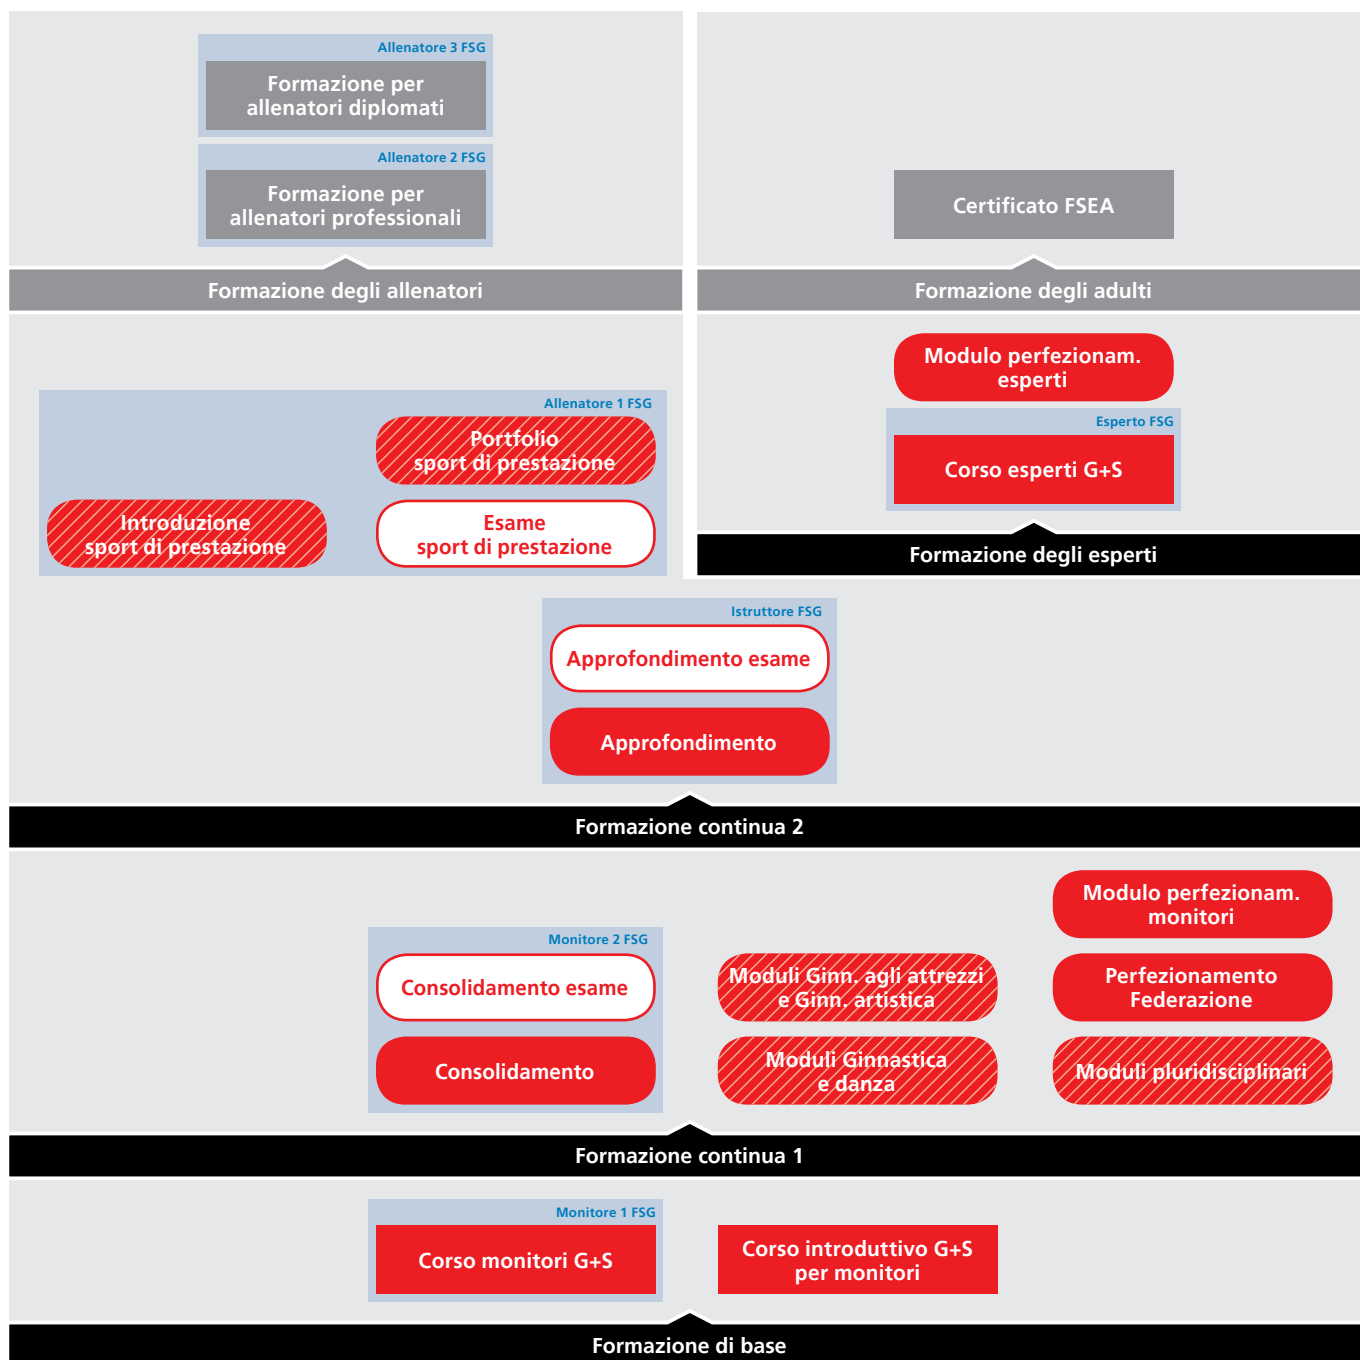 Allenatore 3 FSG
Formazione per
allenatori diplomati
Allenatore 2 FSG
Formazione per
allenatori professionali
Certificato FSEA
Formazione degli allenatori
Formazione degli adulti
Modulo perfezionam.
esperti
Allenatore 1 FSG
Portfolio
sport di prestazione
Introduzione
sport di prestazione
Esame
sport di prestazione
Esperto FSG
Corso esperti G+S
Formazione degli esperti
Istruttore FSG
Approfondimento esame
Approfondimento
Formazione continua 2
Monitore 2 FSG
Consolidamento esame
Consolidamento
Moduli Ginn. agli attrezzi
e Ginn. artistica
Moduli Ginnastica
e danza
Modulo perfezionam.
monitori
Perfezionamento
Federazione
Moduli pluridisciplinari
Formazione continua 1
Monitore 1 FSG
Corso monitori G+S
Corso introduttivo G+S
per monitori
Formazione di base